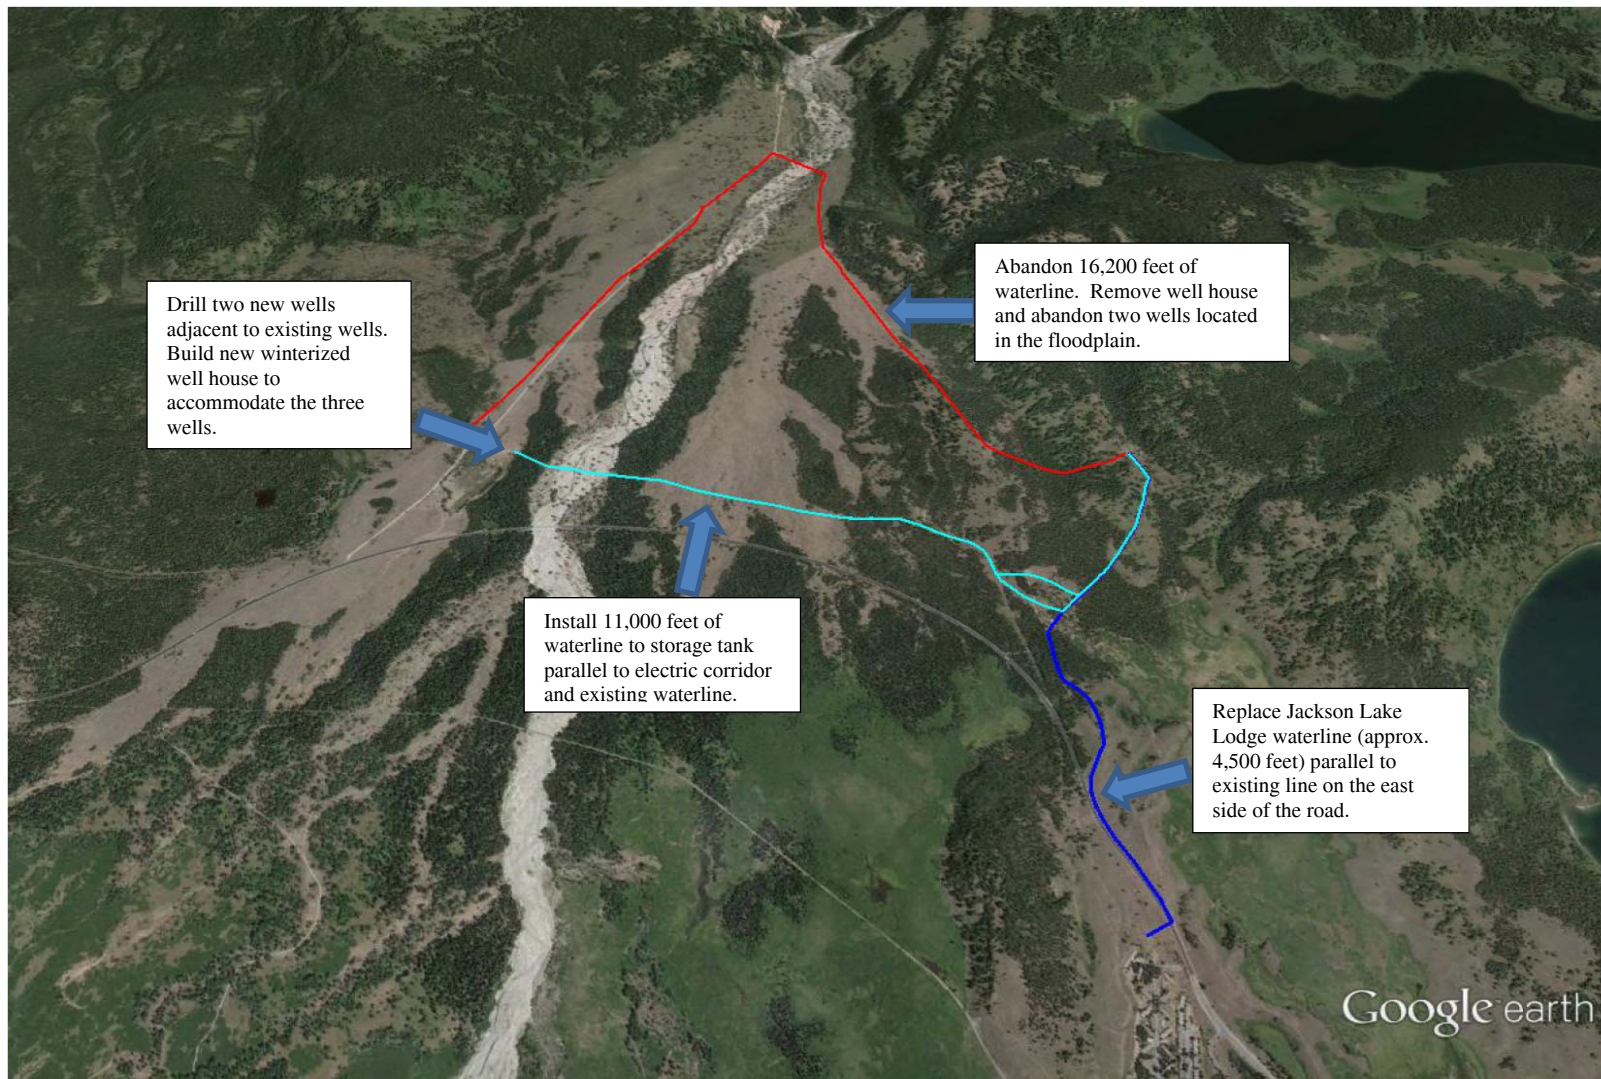 Abandon 16,200 feet of
waterline. Remove well house
and abandon two wells located
in the floodplain.
Drill two new wells
adjacent to existing wells.
Build new winterized
well house to
accommodate the three
wells.
Install 11,000 feet of
waterline to storage tank
parallel to electric corridor
and existing waterline.
Replace Jackson Lake
Lodge waterline (approx.
4,500 feet) parallel to
existing line on the east
side of the road.
Google earth